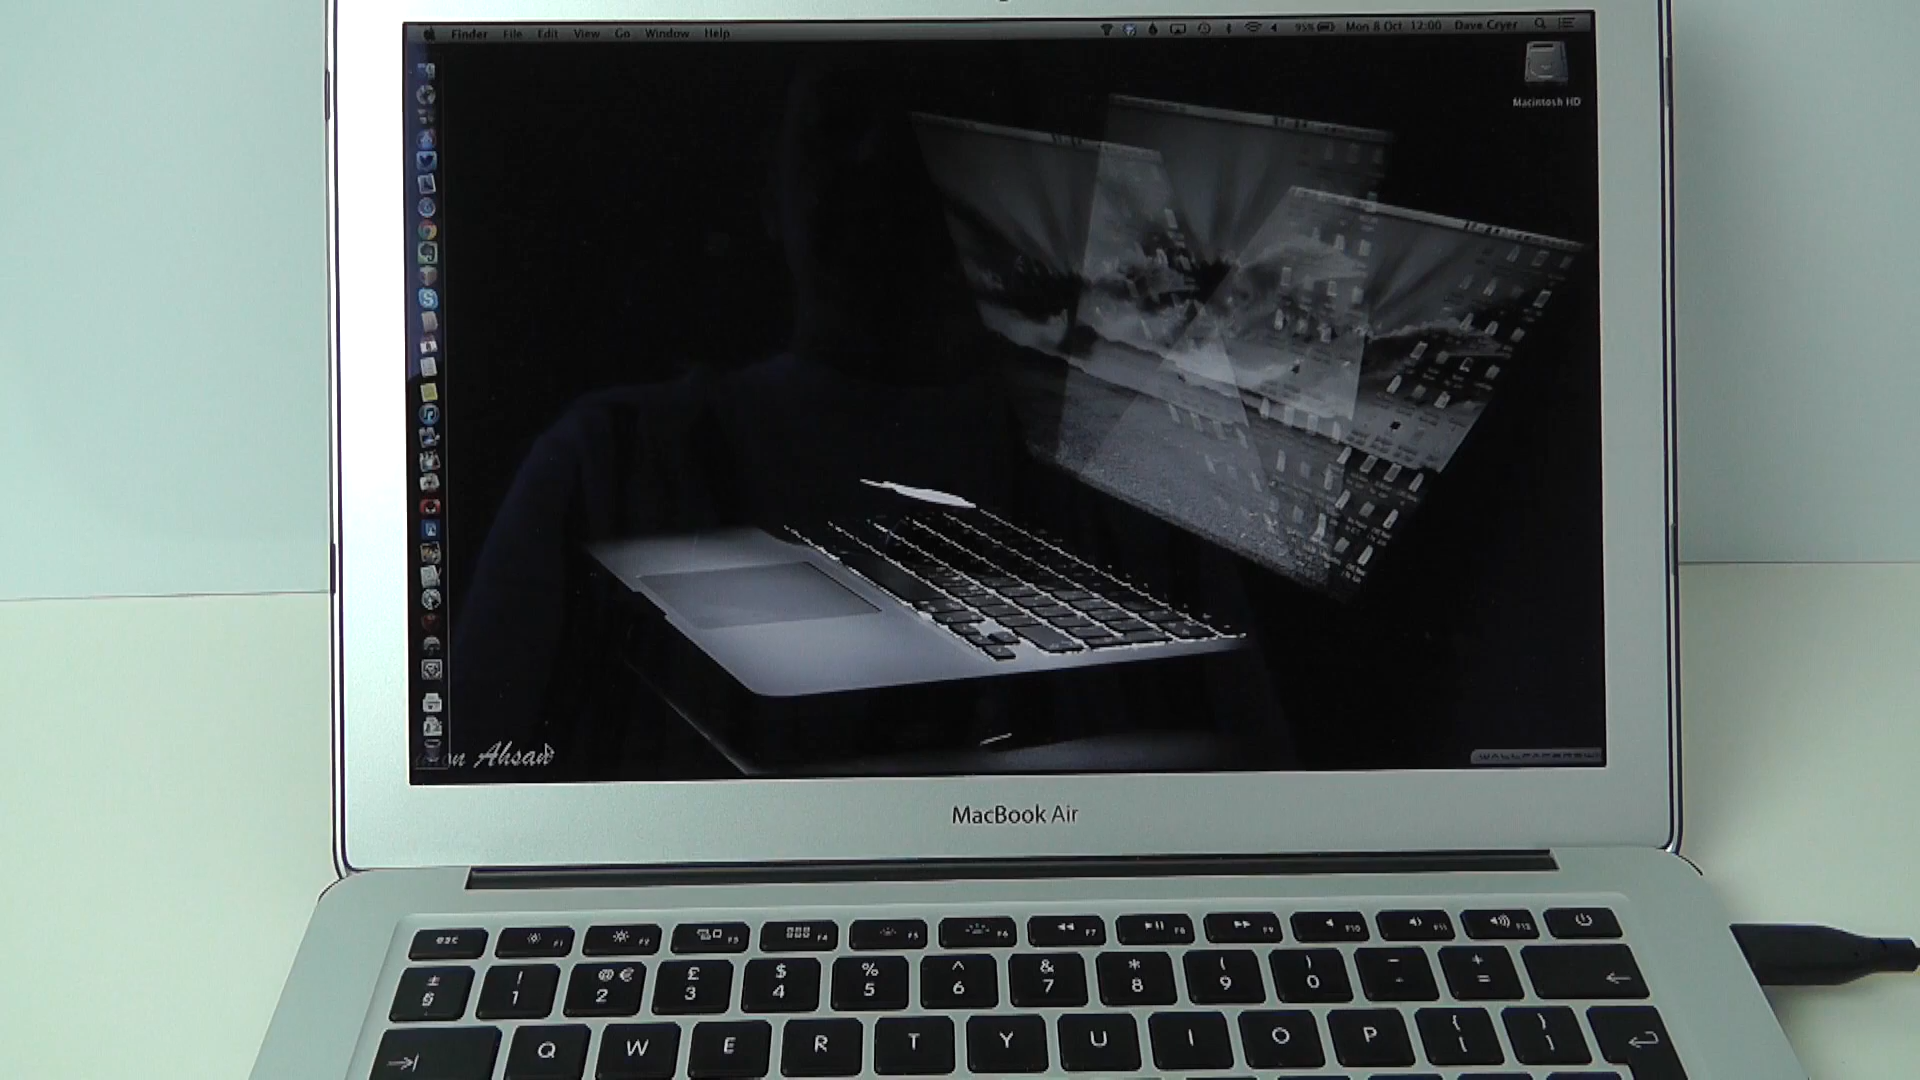 Finder File Edit View Go Window Help 95% Mon 8 Oct 12:00 Dave Cryer
Macintosh HD
Ahsan
MacBook Air
esc F1 F2 F3 F4 F5 F6 F7 F8 F9 F10 F11 F12
± ! @ € £ $ % ^ & * ( ) - +
§ 1 2 3 4 5 6 7 8 9 0 =
Q W E R T Y U I O P { }
[ ]